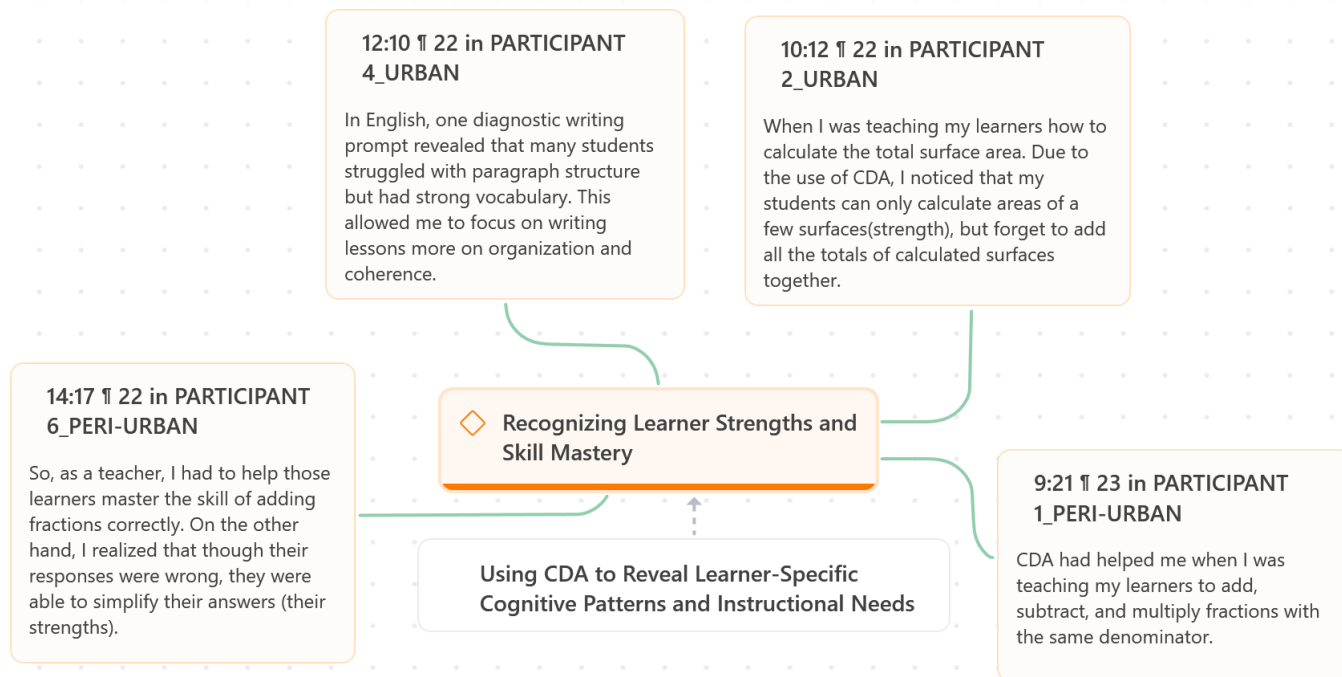 12:10 ¶ 22 in PARTICIPANT
4_URBAN
In English, one diagnostic writing
prompt revealed that many students
struggled with paragraph structure
but had strong vocabulary. This
allowed me to focus on writing
lessons more on organization and
coherence.
10:12 ¶ 22 in PARTICIPANT
2_URBAN
When I was teaching my learners how to
calculate the total surface area. Due to
the use of CDA, I noticed that my
students can only calculate areas of a
few surfaces(strength), but forget to add
all the totals of calculated surfaces
together.
14:17 ¶ 22 in PARTICIPANT
6_PERI-URBAN
So, as a teacher, I had to help those
learners master the skill of adding
fractions correctly. On the other
hand, I realized that though their
responses were wrong, they were
able to simplify their answers (their
strengths).
Recognizing Learner Strengths and
Skill Mastery
Using CDA to Reveal Learner-Specific
Cognitive Patterns and Instructional Needs
9:21 ¶ 23 in PARTICIPANT
1_PERI-URBAN
CDA had helped me when I was
teaching my learners to add,
subtract, and multiply fractions with
the same denominator.